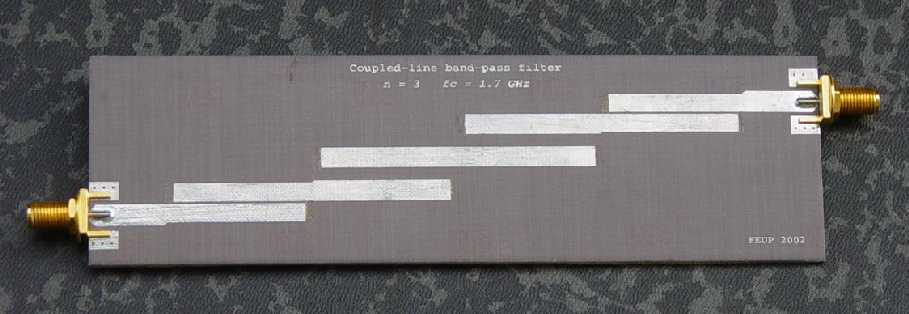 Coupled-line band-pass filter
n = 3 fc = 1.7 GHz
FEUP 2002